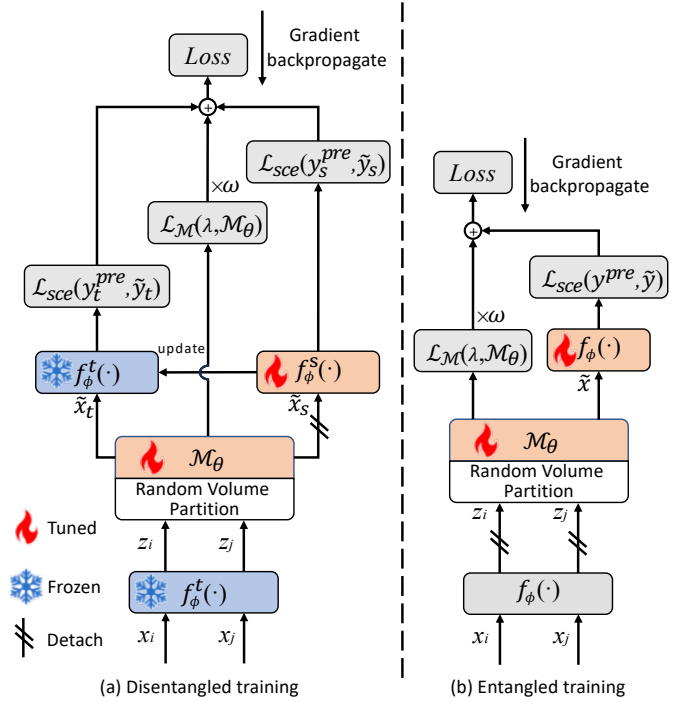 Loss
Gradient
backpropagate
+
ℒ_sce(y_s^pre, ỹ_s)
×ω
ℒ_ℳ(λ,ℳ_θ)
ℒ_sce(y_t^pre, ỹ_t)
update
f_ϕ^t(·)
f_ϕ^s(·)
x̃_t
x̃_s
ℳ_θ
Random Volume
Partition
z_i
z_j
f_ϕ^t(·)
x_i
x_j
Tuned
Frozen
Detach
(a) Disentangled training
Loss
Gradient
backpropagate
+
ℒ_sce(y^pre, ỹ)
×ω
ℒ_ℳ(λ,ℳ_θ)
f_ϕ(·)
x̃
ℳ_θ
Random Volume
Partition
z_i
z_j
f_ϕ(·)
x_i
x_j
(b) Entangled training